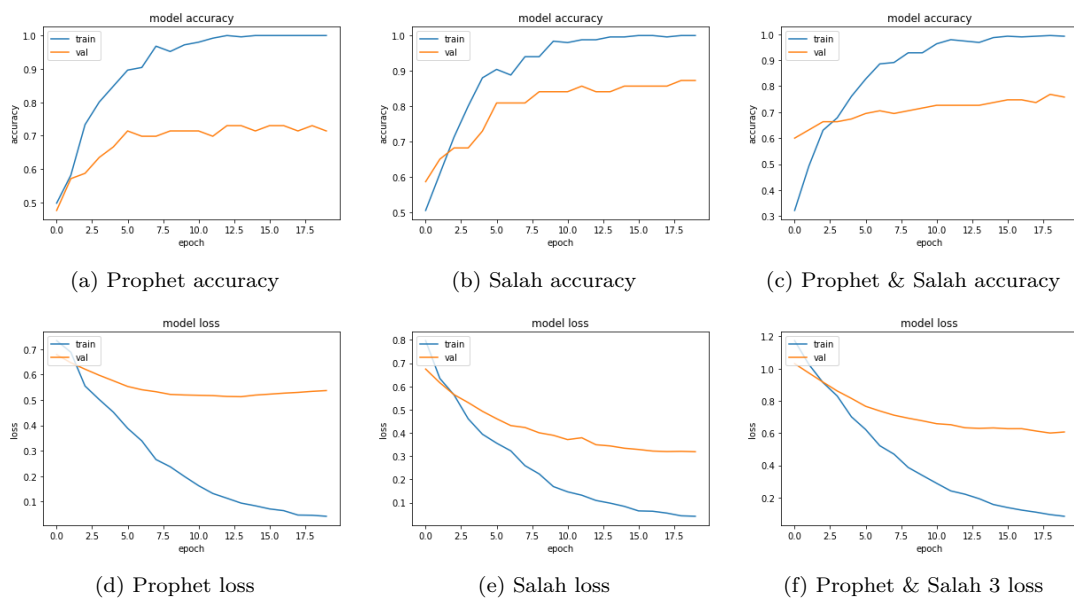 model accuracy
train
val
accuracy
1.0
0.9
0.8
0.7
0.6
0.5
0.0 2.5 5.0 7.5 10.0 12.5 15.0 17.5
epoch
(a) Prophet accuracy
model accuracy
train
val
accuracy
1.0
0.9
0.8
0.7
0.6
0.5
0.0 2.5 5.0 7.5 10.0 12.5 15.0 17.5
epoch
(b) Salah accuracy
model accuracy
train
val
accuracy
1.0
0.9
0.8
0.7
0.6
0.5
0.4
0.3
0.0 2.5 5.0 7.5 10.0 12.5 15.0 17.5
epoch
(c) Prophet & Salah accuracy
model loss
train
val
loss
0.7
0.6
0.5
0.4
0.3
0.2
0.1
0.0 2.5 5.0 7.5 10.0 12.5 15.0 17.5
epoch
(d) Prophet loss
model loss
train
val
loss
0.8
0.7
0.6
0.5
0.4
0.3
0.2
0.1
0.0 2.5 5.0 7.5 10.0 12.5 15.0 17.5
epoch
(e) Salah loss
model loss
train
val
loss
1.2
1.0
0.8
0.6
0.4
0.2
0.0 2.5 5.0 7.5 10.0 12.5 15.0 17.5
epoch
(f) Prophet & Salah 3 loss